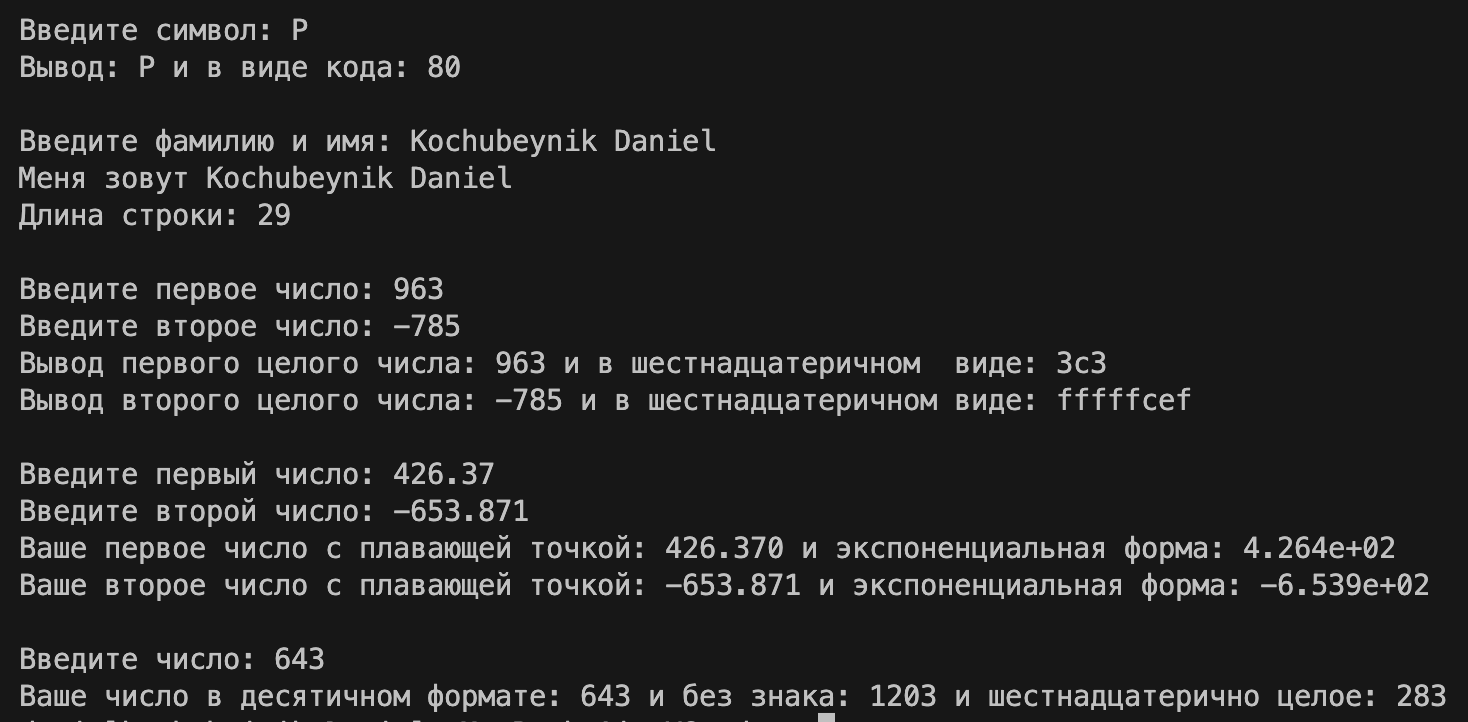 Введите символ: P
Вывод: P и в виде кода: 80
Введите фамилию и имя: Kochubeynik Daniel
Меня зовут Kochubeynik Daniel
Длина строки: 29
Введите первое число: 963
Введите второе число: -785
Вывод первого целого числа: 963 и в шестнадцатеричном  виде: 3c3
Вывод второго целого числа: -785 и в шестнадцатеричном виде: fffffcef
Введите первый число: 426.37
Введите второй число: -653.871
Ваше первое число с плавающей точкой: 426.370 и экспоненциальная форма: 4.264e+02
Ваше второе число с плавающей точкой: -653.871 и экспоненциальная форма: -6.539e+02
Введите число: 643
Ваше число в десятичном формате: 643 и без знака: 1203 и шестнадцатерично целое: 283